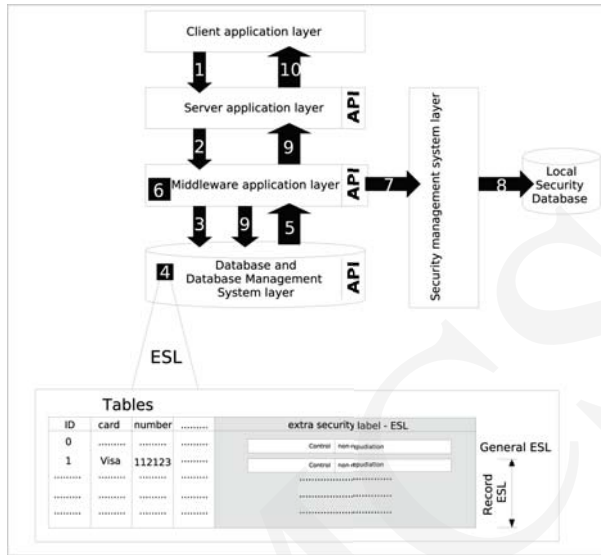 Client application layer
1
10
Server application layer
API
2
9
6
Middleware application layer
API
7
Security management system layer
8
Local
Security
Database
3
9
5
4
Database and
Database Management
System layer
API
ESL
Tables
ID card number .........
extra security label - ESL
0 ......... .........
Control non-repudiation
General ESL
1 Visa 112123 .........
Control non-repudiation
Record
ESL
......... ......... ......... ......... .....................
......... ......... ......... ......... .....................
......... ......... ......... ......... .....................